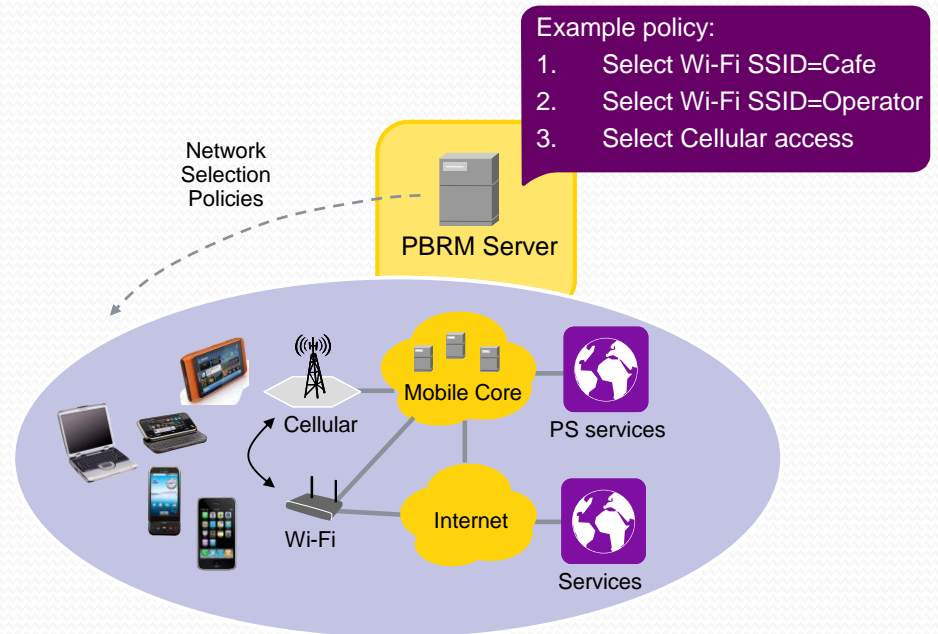 Example policy:
1. Select Wi-Fi SSID=Cafe
2. Select Wi-Fi SSID=Operator
3. Select Cellular access
Network
Selection
Policies
PBRM Server
Mobile Core
Cellular
PS services
Internet
Wi-Fi
Services